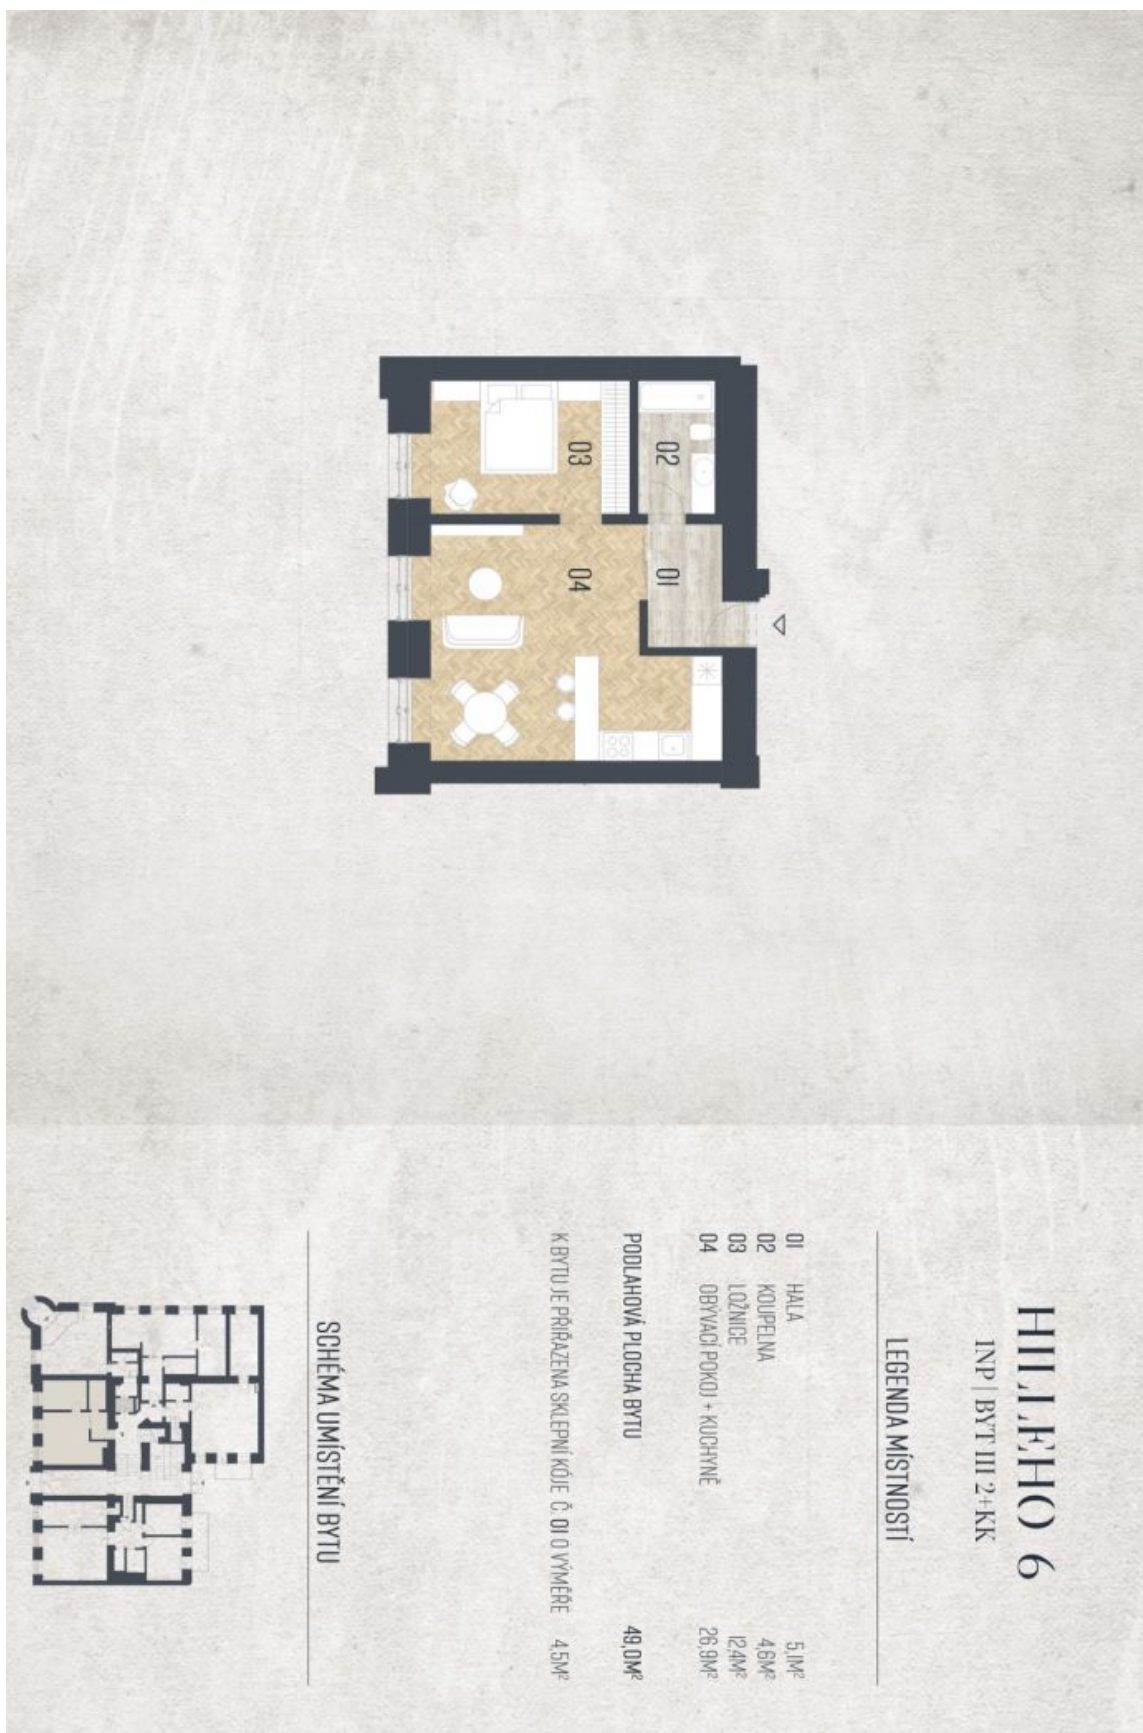 HILLEHO 6
1NP | BYT III 2+KK
LEGENDA MÍSTNOSTÍ
01 HALA 5,1M²
02 KOUPELNA 4,6M²
03 LOŽNICE 12,4M²
04 OBÝVACÍ POKOJ + KUCHYNĚ 26,9M²
PODLAHOVÁ PLOCHA BYTU 49,0M²
K BYTU JE PŘIŘAZENA SKLEPNÍ KÓJE Č. 01 O VÝMĚŘE 4,5M²
SCHÉMA UMÍSTĚNÍ BYTU
01
02
03
04